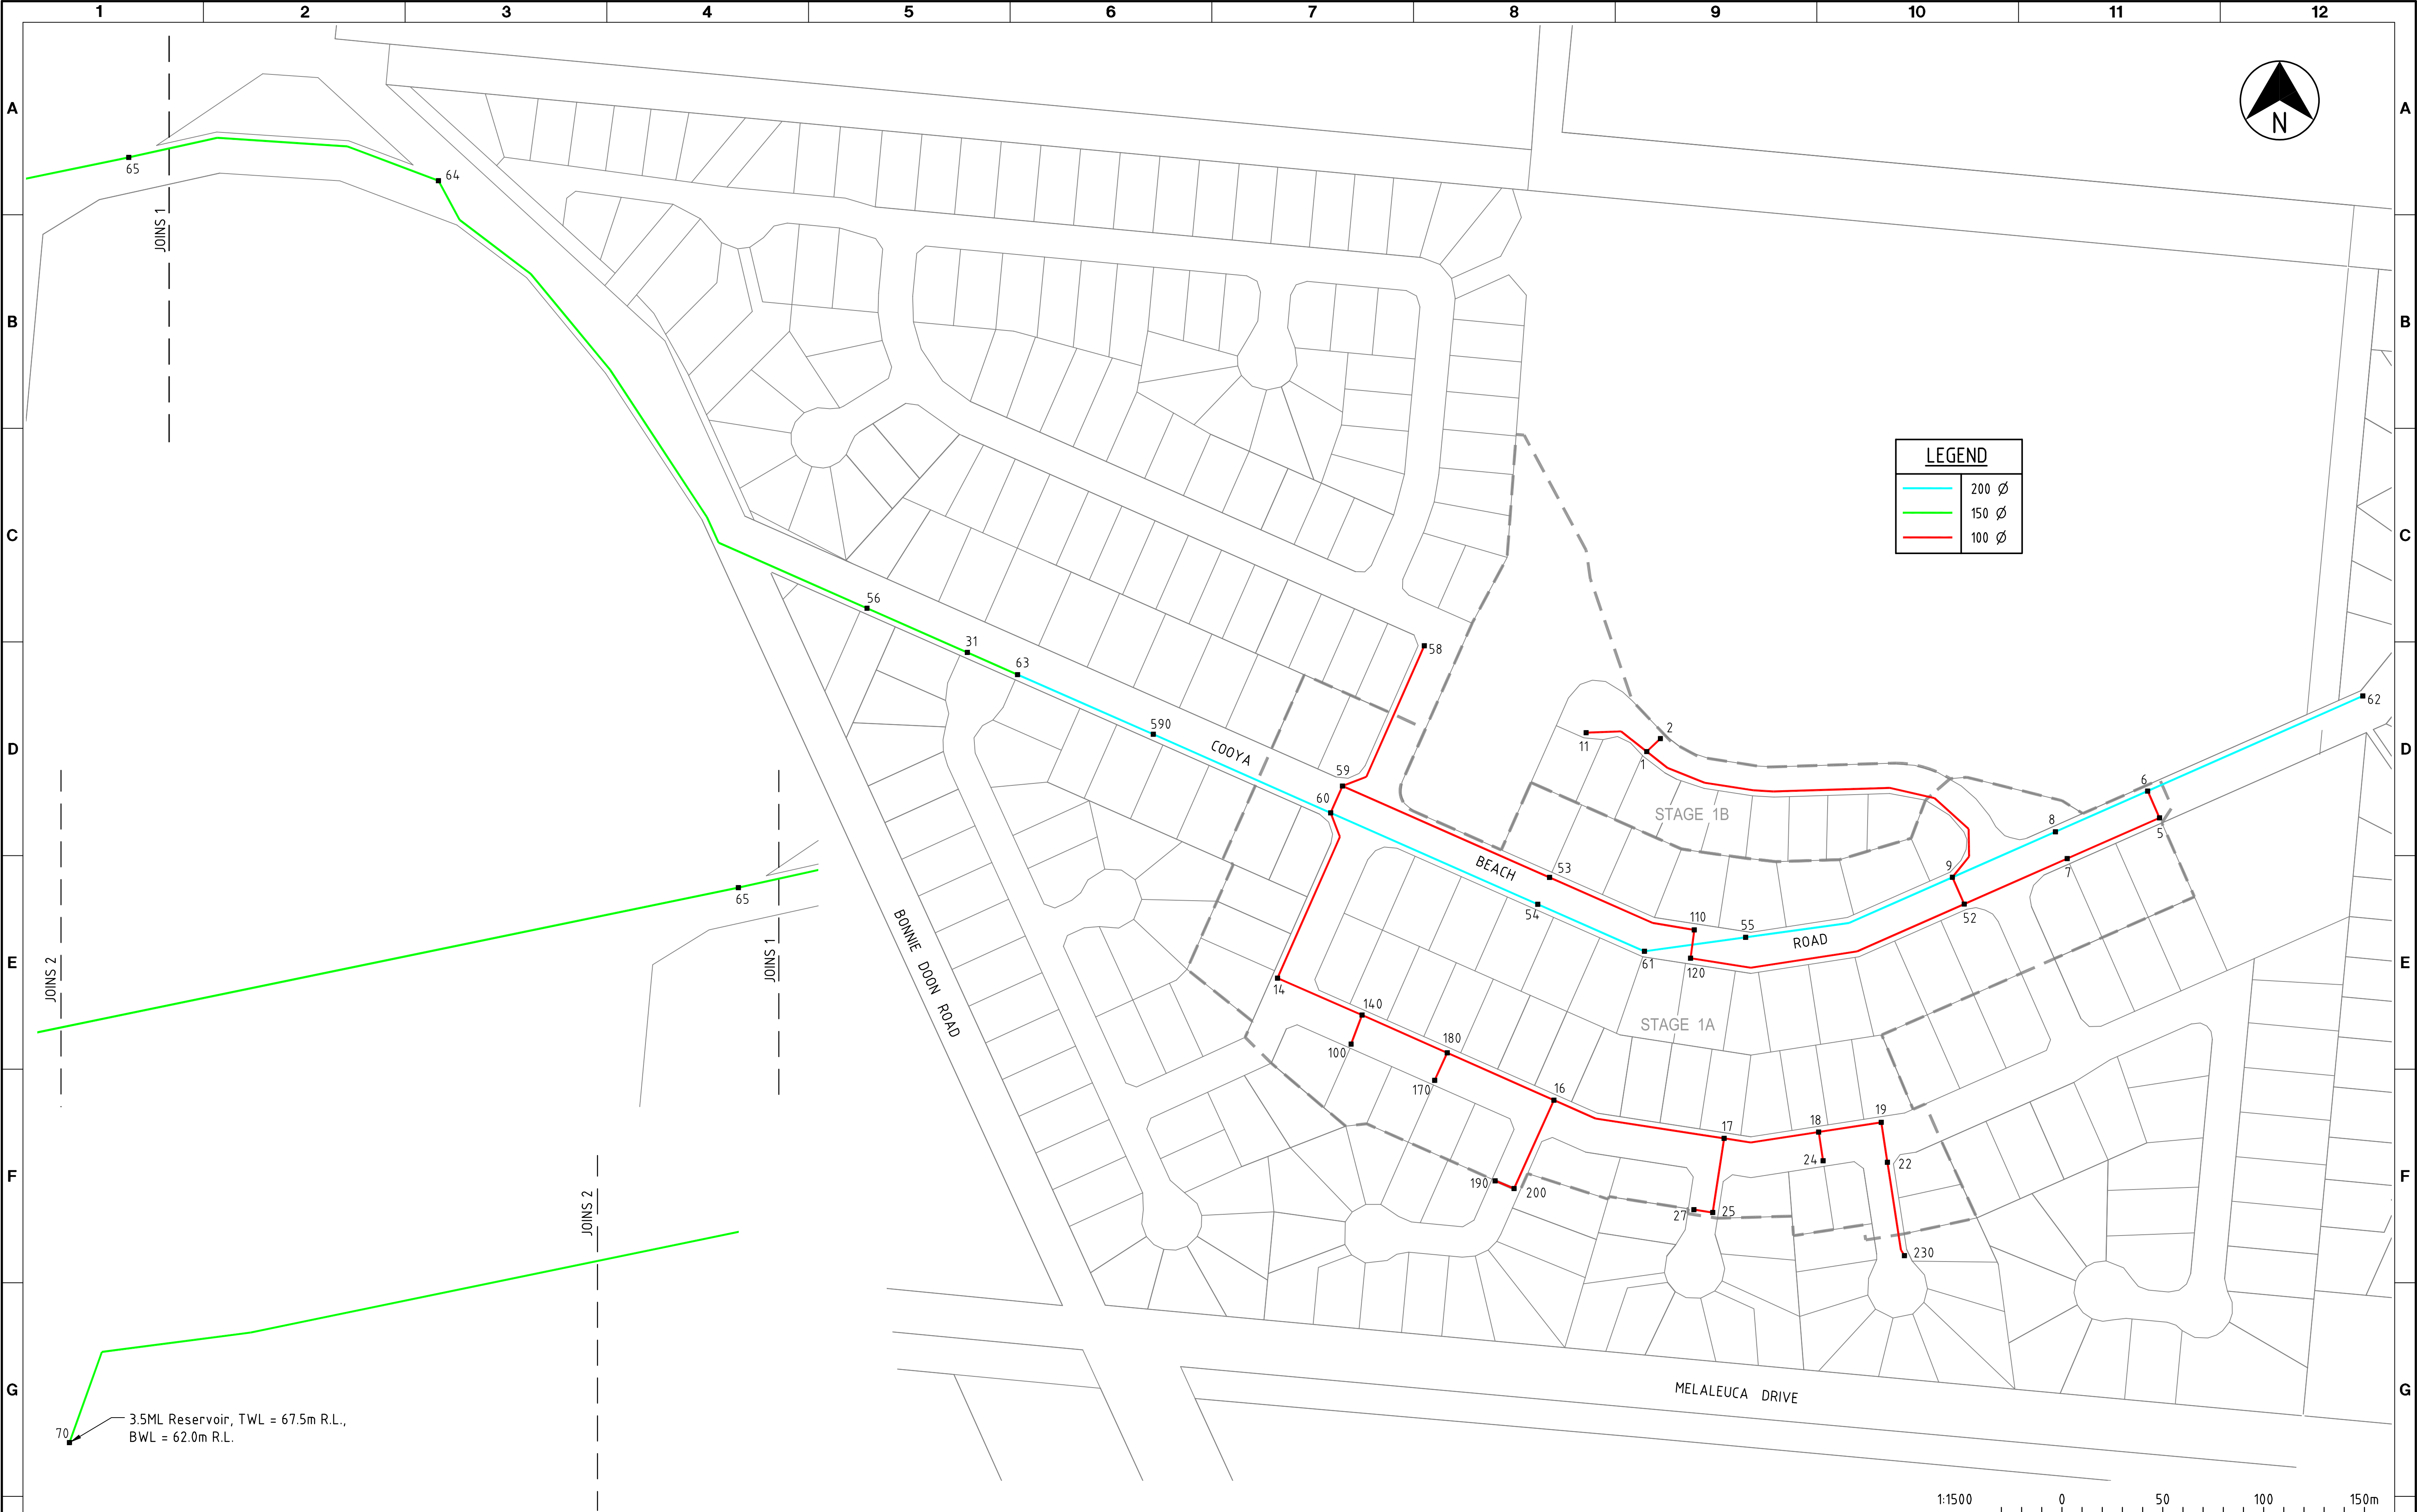 1 2 3 4 5 6 7 8 9 10 11 12
A A
N
65
64
JOINS 1
B B
LEGEND
200 Ø
150 Ø
100 Ø
C C
56
31
63
58
62
590
COOYA
2
11
1
D D
59
60
6
STAGE 1B
8
5
BEACH
53
9
7
65
54
110
55
52
BONNIE DOON ROAD
ROAD
61
120
E E
JOINS 2
JOINS 1
14
140
STAGE 1A
180
100
170
16
19
18
17
24
22
F F
190
200
27
25
JOINS 2
230
G G
MELALEUCA DRIVE
70
3.5ML Reservoir, TWL = 67.5m R.L.,
BWL = 62.0m R.L.
1:1500 0 50 100 150m